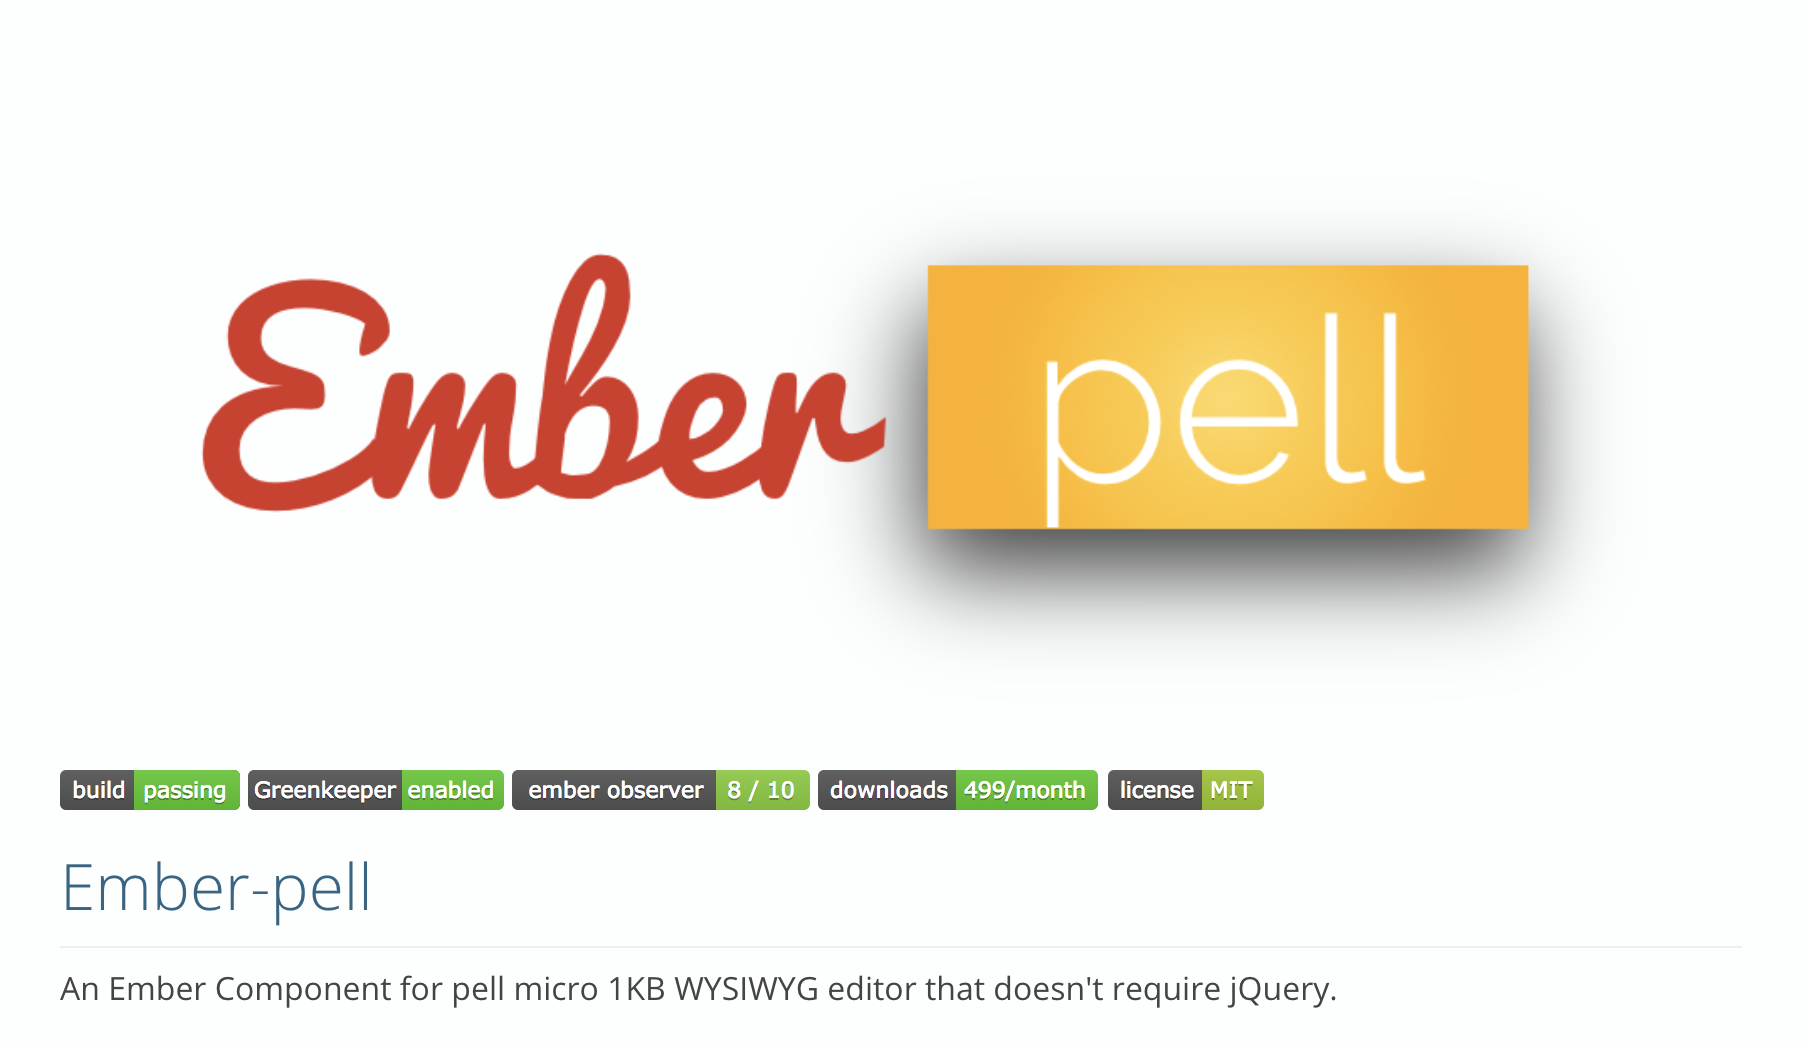 Ember pell
build passing Greenkeeper enabled ember observer 8 / 10 downloads 499/month license MIT
Ember-pell
An Ember Component for pell micro 1KB WYSIWYG editor that doesn't require jQuery.